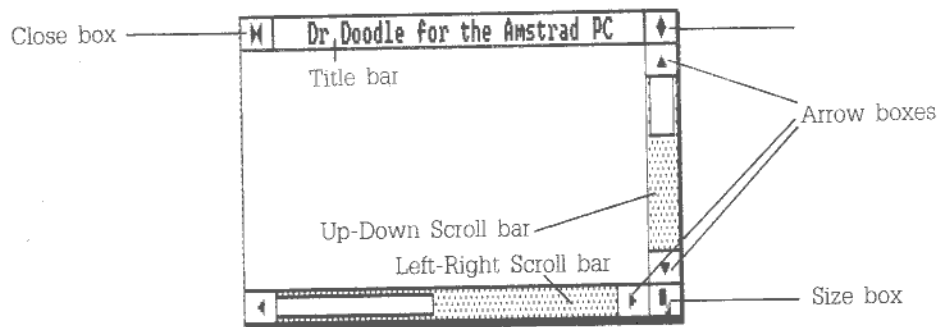 Close box
Dr Doodle for the Amstrad PC
Title bar
Arrow boxes
Up-Down Scroll bar
Left-Right Scroll bar
Size box